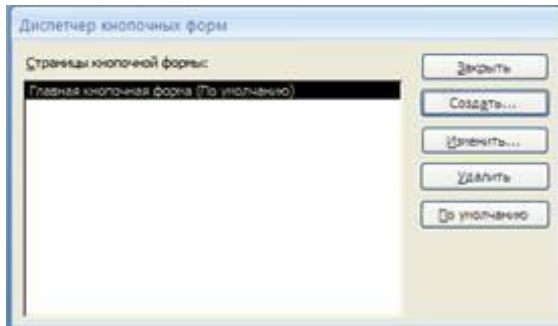 Диспетчер кнопочных форм
Страницы кнопочной формы:
Главная кнопочная форма (По умолчанию)
Закрыть
Создать...
Изменить...
Удалить
По умолчанию